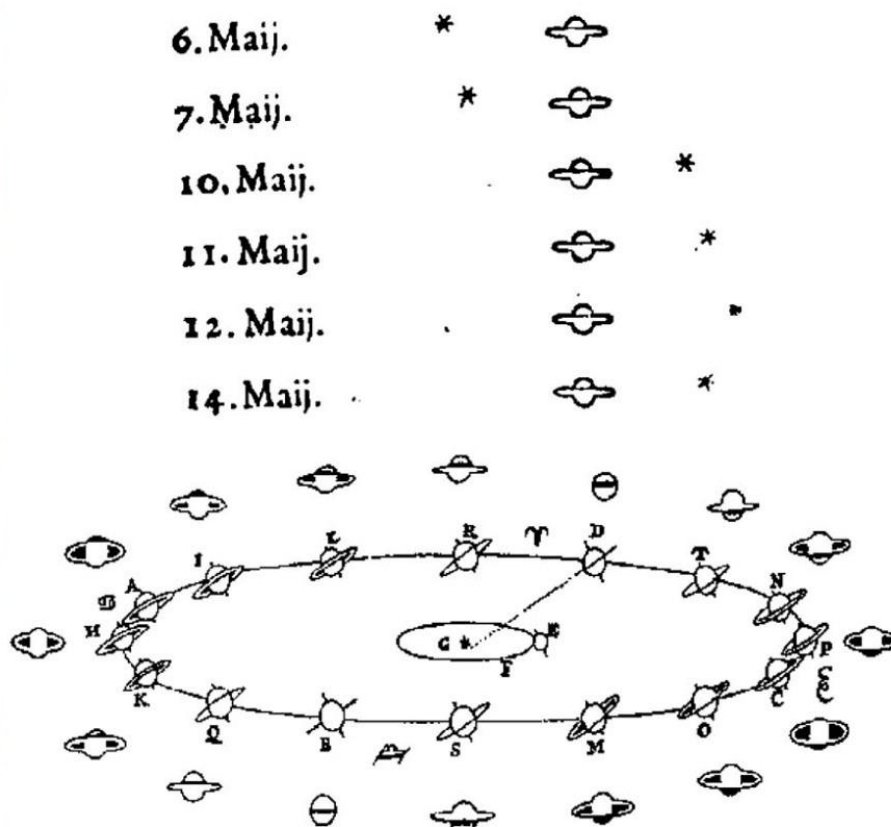 6. Maij.
7. Maij.
10. Maij.
11. Maij.
12. Maij.
14. Maij.
I L R ♈ D T
A N
♋
H G E P
F
K C ♑
Q B ♎ S M O